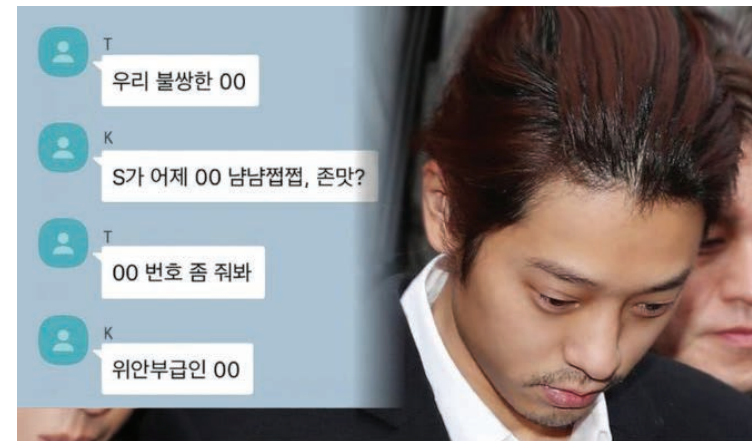 T
우리 불쌍한 00
K
S가 어제 00 냠냠쩝쩝, 존맛?
T
00 번호 좀 줘봐
K
위안부급인 00